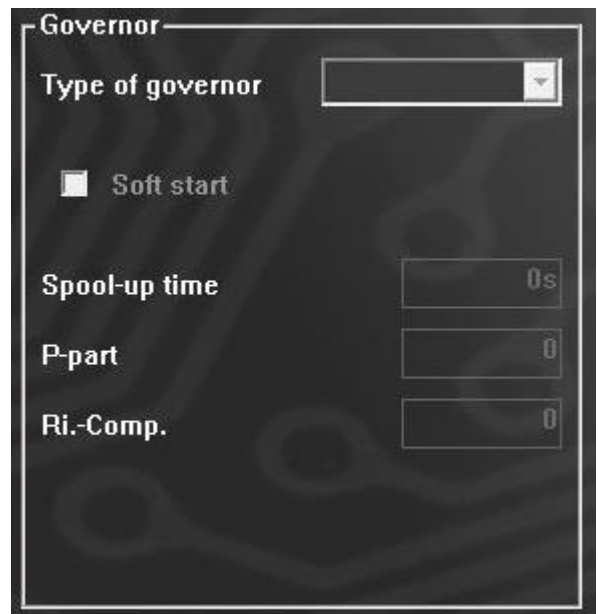 Governor
Type of governor
Soft start
Spool-up time 0s
P-part 0
Ri.-Comp. 0